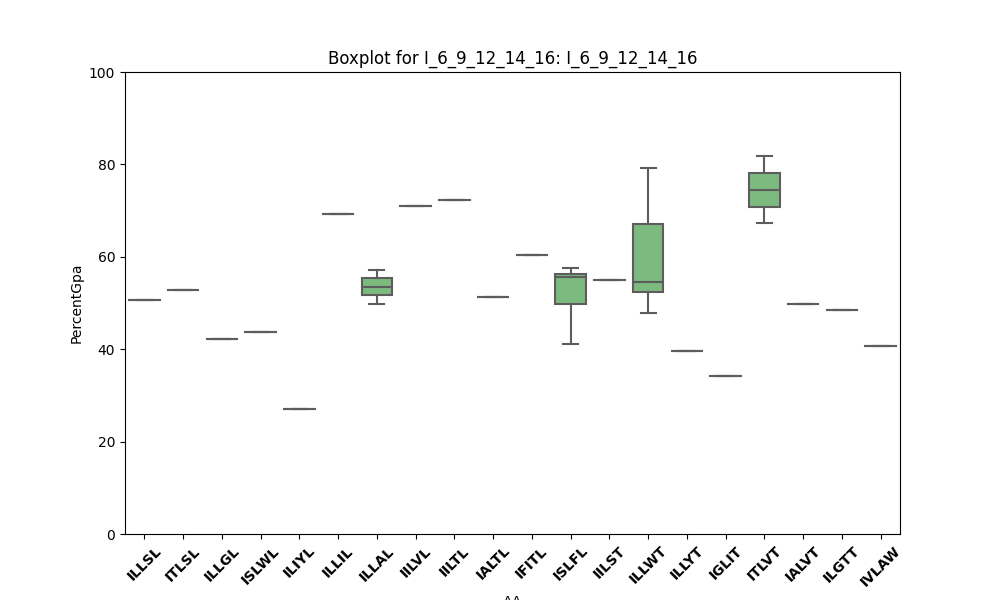 Boxplot for I_6_9_12_14_16: I_6_9_12_14_16
100
80
60
40
20
0
PercentGpa
ILLSL
ITLSL
ILLGL
ISLWL
ILIYL
ILLIL
ILLAL
IILVL
IILTL
IALTL
IFITL
ISLFL
IILST
ILLWT
ILLYT
IGLIT
ITLVT
IALVT
ILGTT
IVLAW
AA